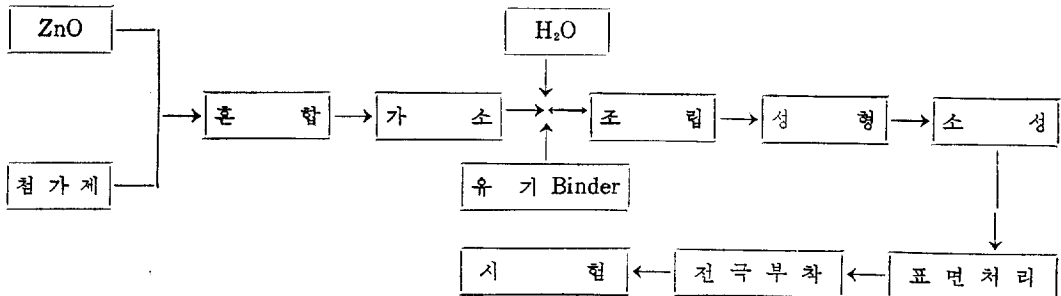 ZnO
H₂O
혼 합
가 소
조 립
성 형
소 성
첨 가 제
유 기 Binder
시 험
전 극 부 착
표 면 처 리